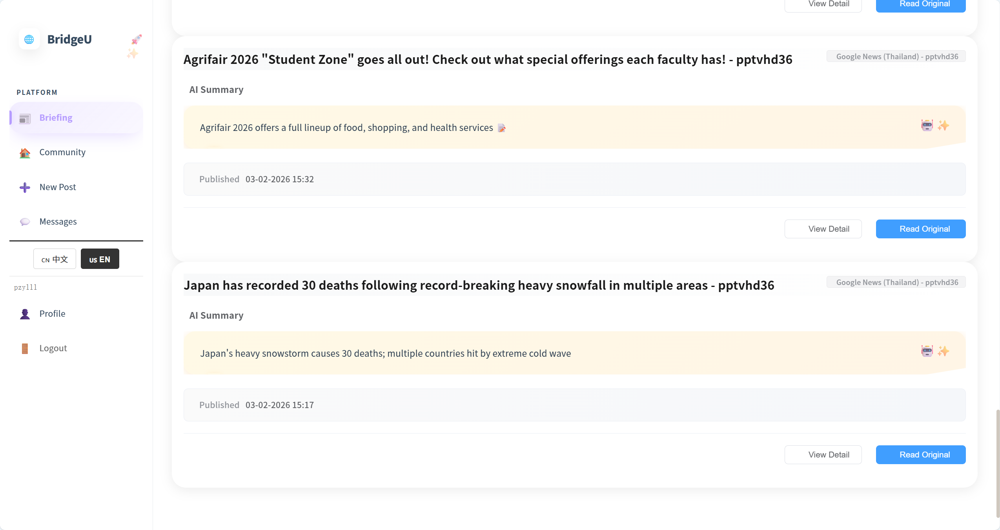 BridgeU
PLATFORM
Briefing
Community
New Post
Messages
CN 中文
US EN
pzylll
Profile
Logout
View Detail
Read Original
Agrifair 2026 "Student Zone" goes all out! Check out what special offerings each faculty has! - pptvhd36
Google News (Thailand) - pptvhd36
AI Summary
Agrifair 2026 offers a full lineup of food, shopping, and health services
Published 03-02-2026 15:32
View Detail
Read Original
Japan has recorded 30 deaths following record-breaking heavy snowfall in multiple areas - pptvhd36
Google News (Thailand) - pptvhd36
AI Summary
Japan's heavy snowstorm causes 30 deaths; multiple countries hit by extreme cold wave
Published 03-02-2026 15:17
View Detail
Read Original